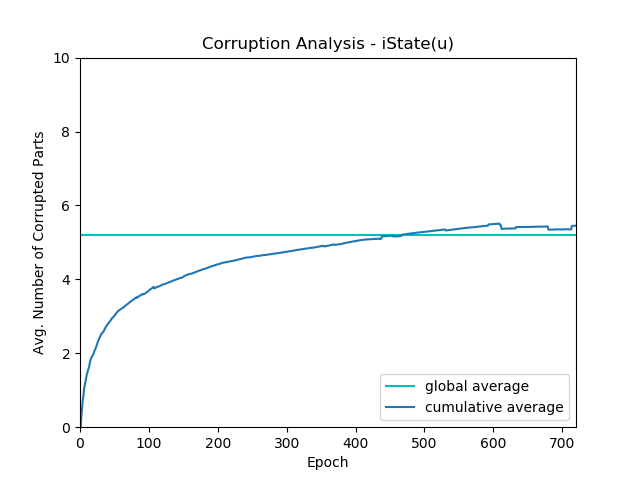 Corruption Analysis - iState(u)
Avg. Number of Corrupted Parts
10
8
6
4
2
0
0 100 200 300 400 500 600 700
Epoch
global average
cumulative average